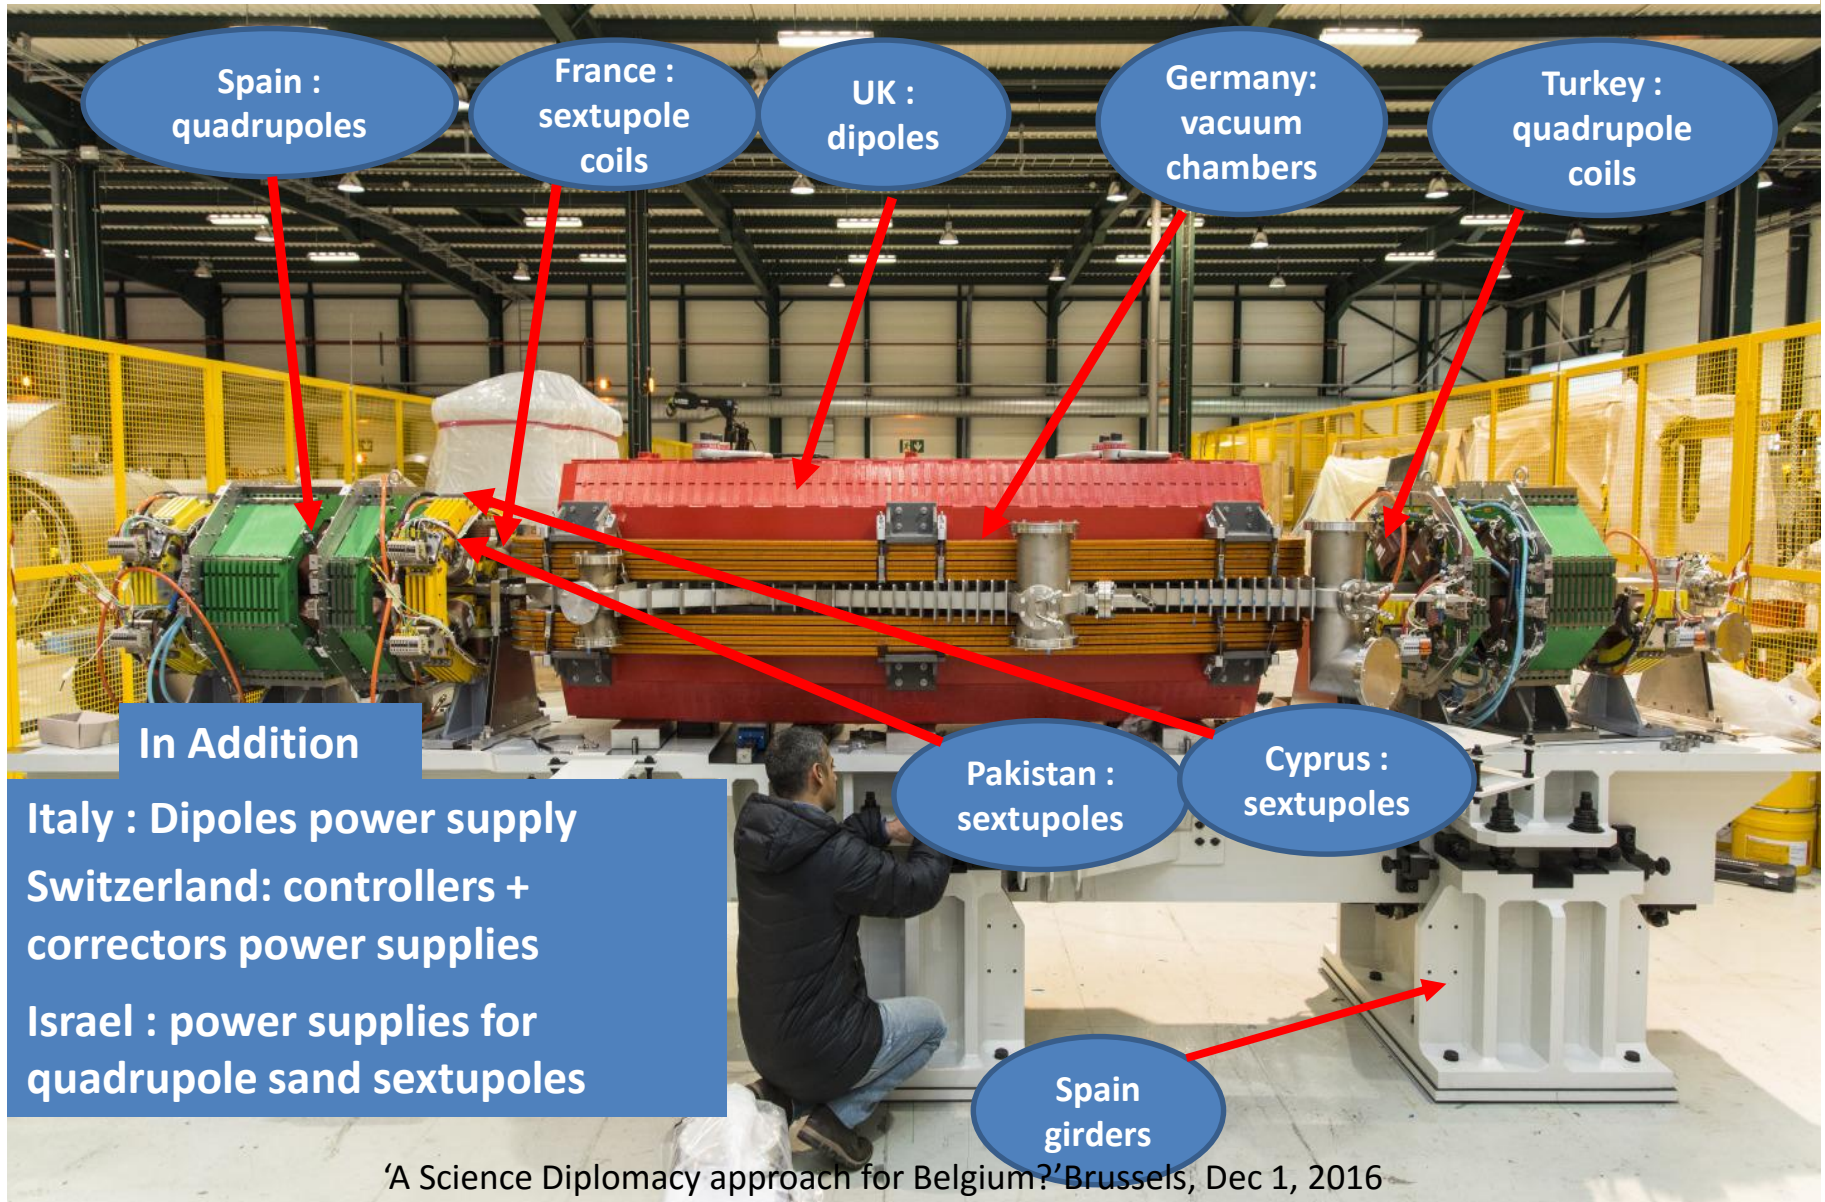 Spain :
quadrupoles
France :
sextupole
coils
UK :
dipoles
Germany:
vacuum
chambers
Turkey :
quadrupole
coils
In Addition
Italy : Dipoles power supply
Switzerland: controllers +
correctors power supplies
Israel : power supplies for
quadrupole sand sextupoles
Pakistan :
sextupoles
Cyprus :
sextupoles
Spain
girders
‘A Science Diplomacy approach for Belgium?’Brussels, Dec 1, 2016